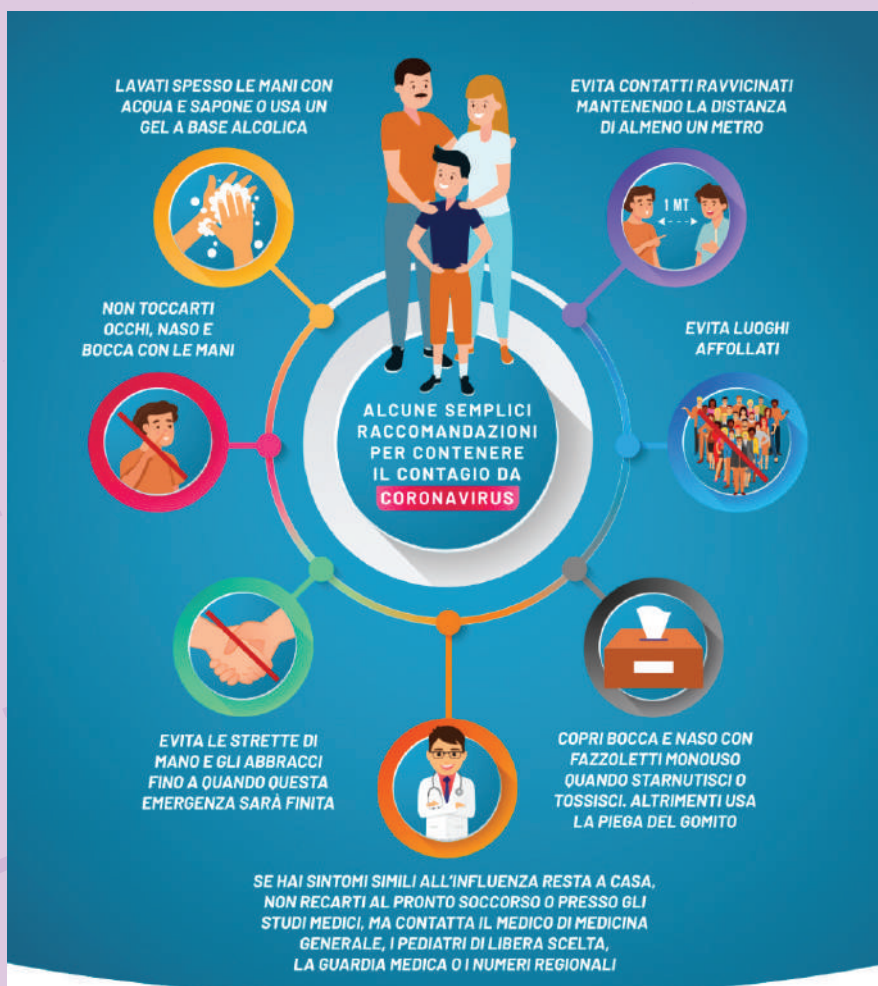 LAVATI SPESSO LE MANI CON
ACQUA E SAPONE O USA UN
GEL A BASE ALCOLICA
EVITA CONTATTI RAVVICINATI
MANTENENDO LA DISTANZA
DI ALMENO UN METRO
1 MT
NON TOCCARTI
OCCHI, NASO E
BOCCA CON LE MANI
EVITA LUOGHI
AFFOLLATI
ALCUNE SEMPLICI
RACCOMANDAZIONI
PER CONTENERE
IL CONTAGIO DA
CORONAVIRUS
EVITA LE STRETTE DI
MANO E GLI ABBRACCI
FINO A QUANDO QUESTA
EMERGENZA SARÀ FINITA
COPRI BOCCA E NASO CON
FAZZOLETTI MONOUSO
QUANDO STARNUTISCI O
TOSSISCI. ALTRIMENTI USA
LA PIEGA DEL GOMITO
SE HAI SINTOMI SIMILI ALL'INFLUENZA RESTA A CASA,
NON RECARTI AL PRONTO SOCCORSO O PRESSO GLI
STUDI MEDICI, MA CONTATTA IL MEDICO DI MEDICINA
GENERALE, I PEDIATRI DI LIBERA SCELTA,
LA GUARDIA MEDICA O I NUMERI REGIONALI